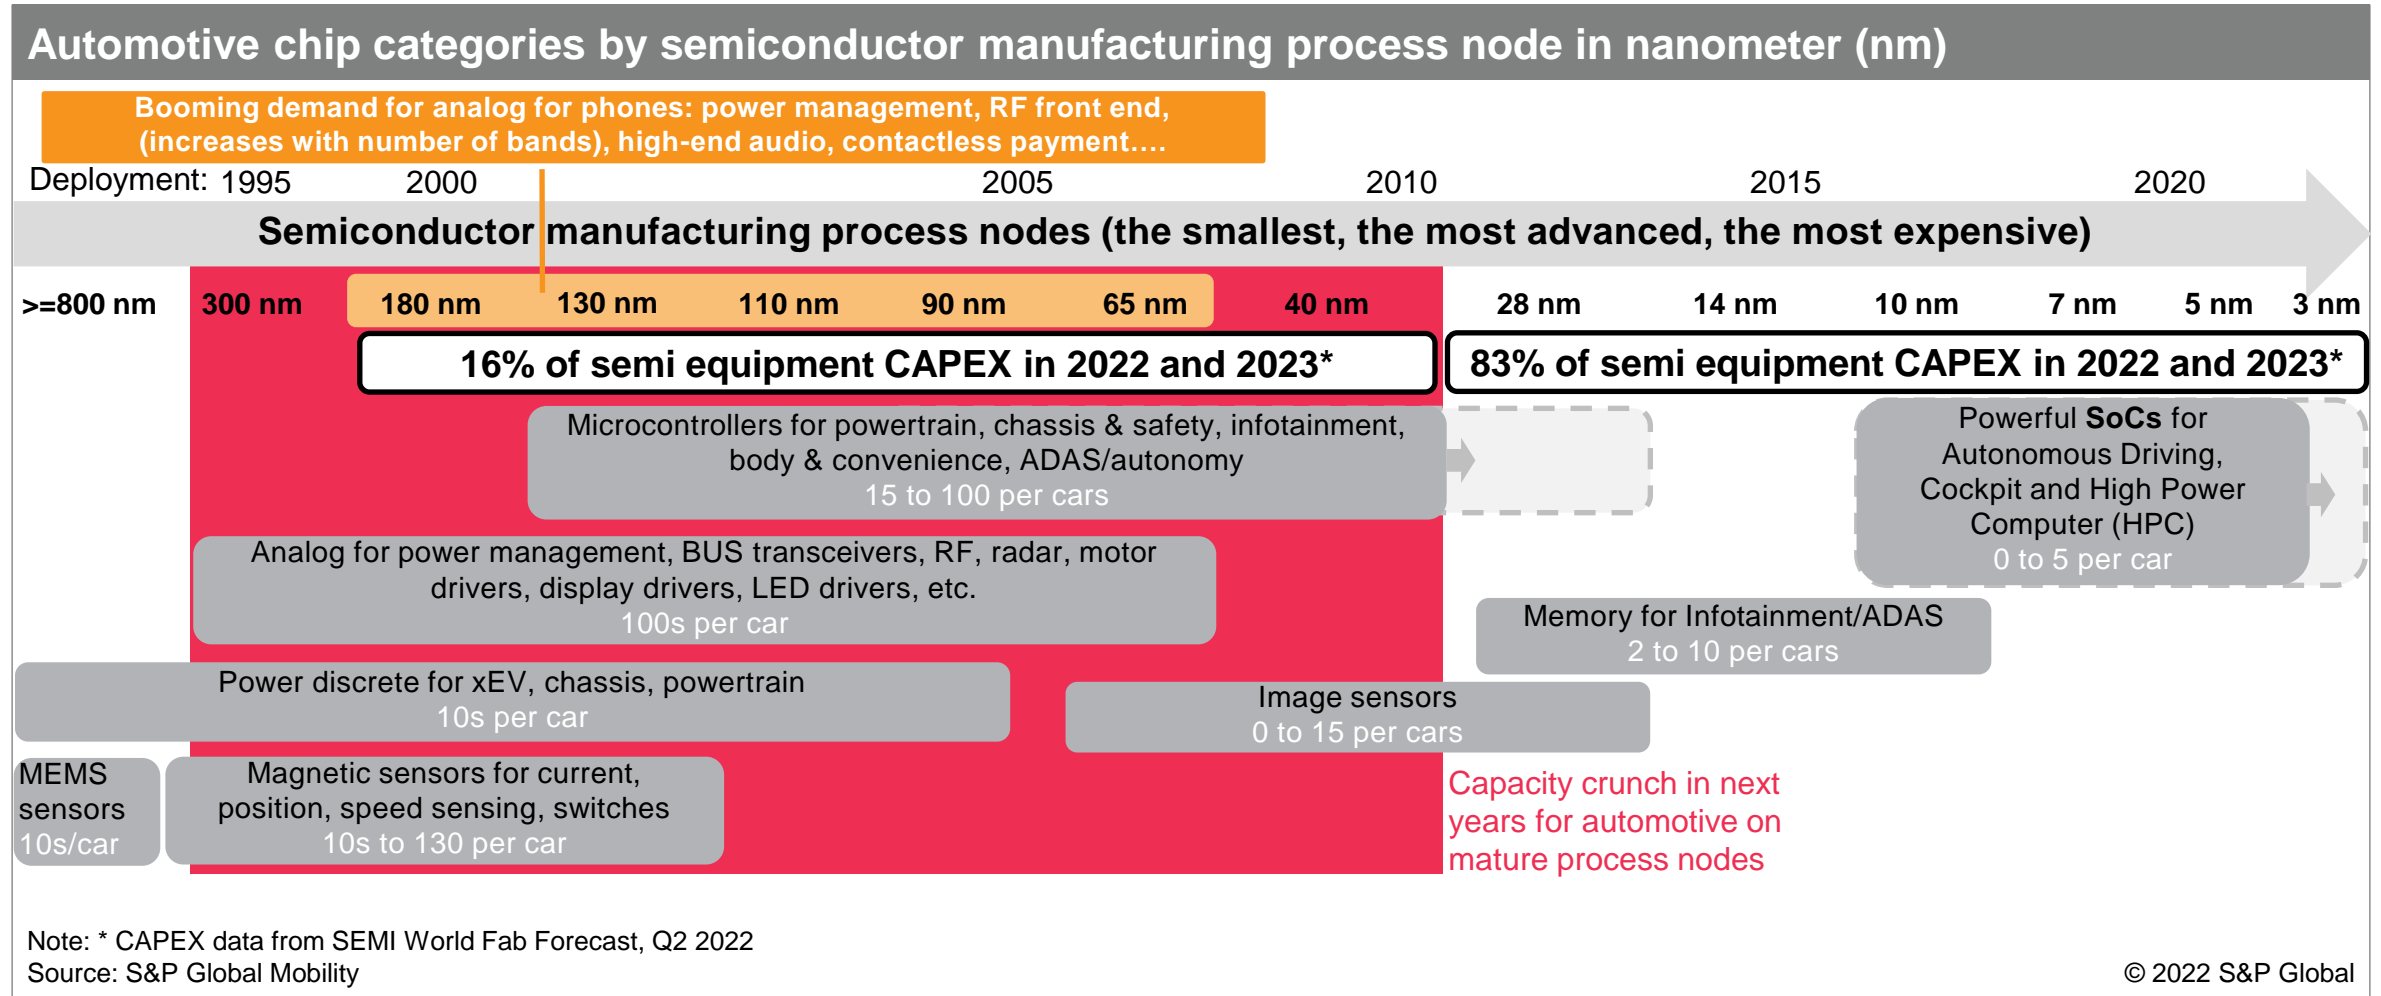 Automotive chip categories by semiconductor manufacturing process node in nanometer (nm)
Booming demand for analog for phones: power management, RF front end,
(increases with number of bands), high-end audio, contactless payment....
Deployment: 1995 2000 2005 2010 2015 2020
Semiconductor manufacturing process nodes (the smallest, the most advanced, the most expensive)
>=800 nm 300 nm 180 nm 130 nm 110 nm 90 nm 65 nm 40 nm 28 nm 14 nm 10 nm 7 nm 5 nm 3 nm
16% of semi equipment CAPEX in 2022 and 2023*
83% of semi equipment CAPEX in 2022 and 2023*
Microcontrollers for powertrain, chassis & safety, infotainment,
body & convenience, ADAS/autonomy
15 to 100 per cars
Powerful SoCs for
Autonomous Driving,
Cockpit and High Power
Computer (HPC)
0 to 5 per car
Analog for power management, BUS transceivers, RF, radar, motor
drivers, display drivers, LED drivers, etc.
100s per car
Memory for Infotainment/ADAS
2 to 10 per cars
Power discrete for xEV, chassis, powertrain
10s per car
Image sensors
0 to 15 per cars
MEMS
sensors
10s/car
Magnetic sensors for current,
position, speed sensing, switches
10s to 130 per car
Capacity crunch in next
years for automotive on
mature process nodes
Note: * CAPEX data from SEMI World Fab Forecast, Q2 2022
Source: S&P Global Mobility
© 2022 S&P Global